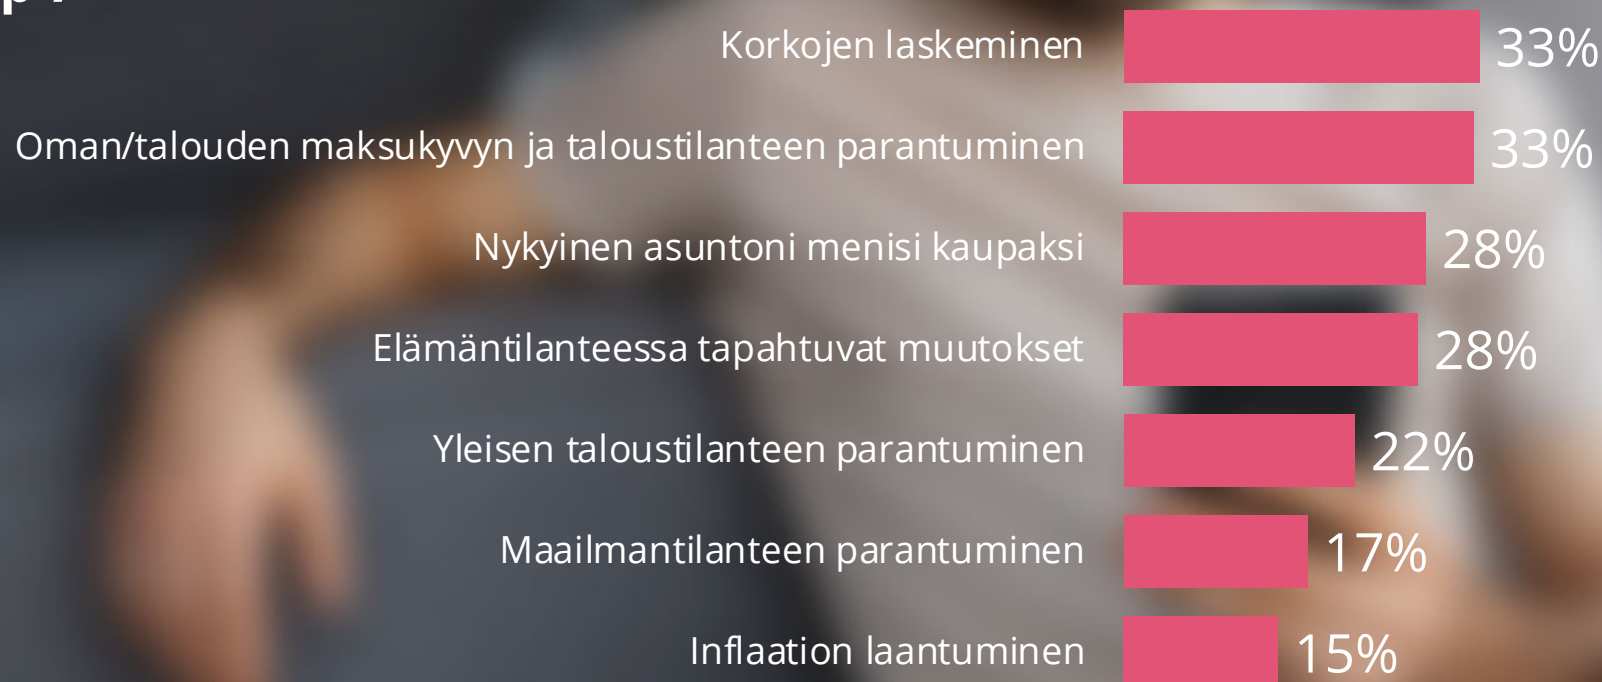 Korkojen laskeminen 33%
Oman/talouden maksukyvyn ja taloustilanteen parantuminen 33%
Nykyinen asuntoni menisi kaupaksi 28%
Elämäntilanteessa tapahtuvat muutokset 28%
Yleisen taloustilanteen parantuminen 22%
Maailmantilanteen parantuminen 17%
Inflaation laantuminen 15%